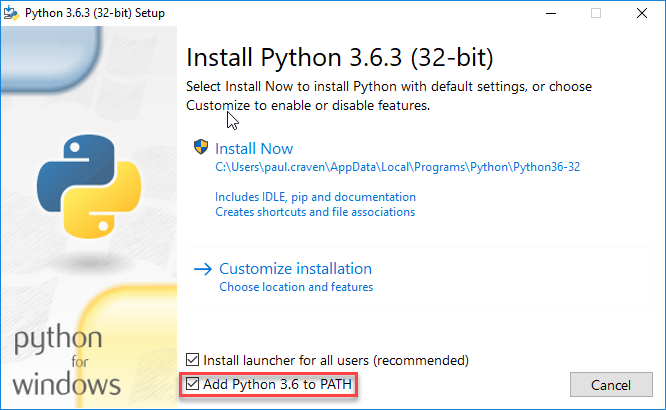 Python 3.6.3 (32-bit) Setup
Install Python 3.6.3 (32-bit)
Select Install Now to install Python with default settings, or choose
Customize to enable or disable features.
Install Now
C:\Users\paul.craven\AppData\Local\Programs\Python\Python36-32
Includes IDLE, pip and documentation
Creates shortcuts and file associations
Customize installation
Choose location and features
python
for
windows
Install launcher for all users (recommended)
Add Python 3.6 to PATH
Cancel